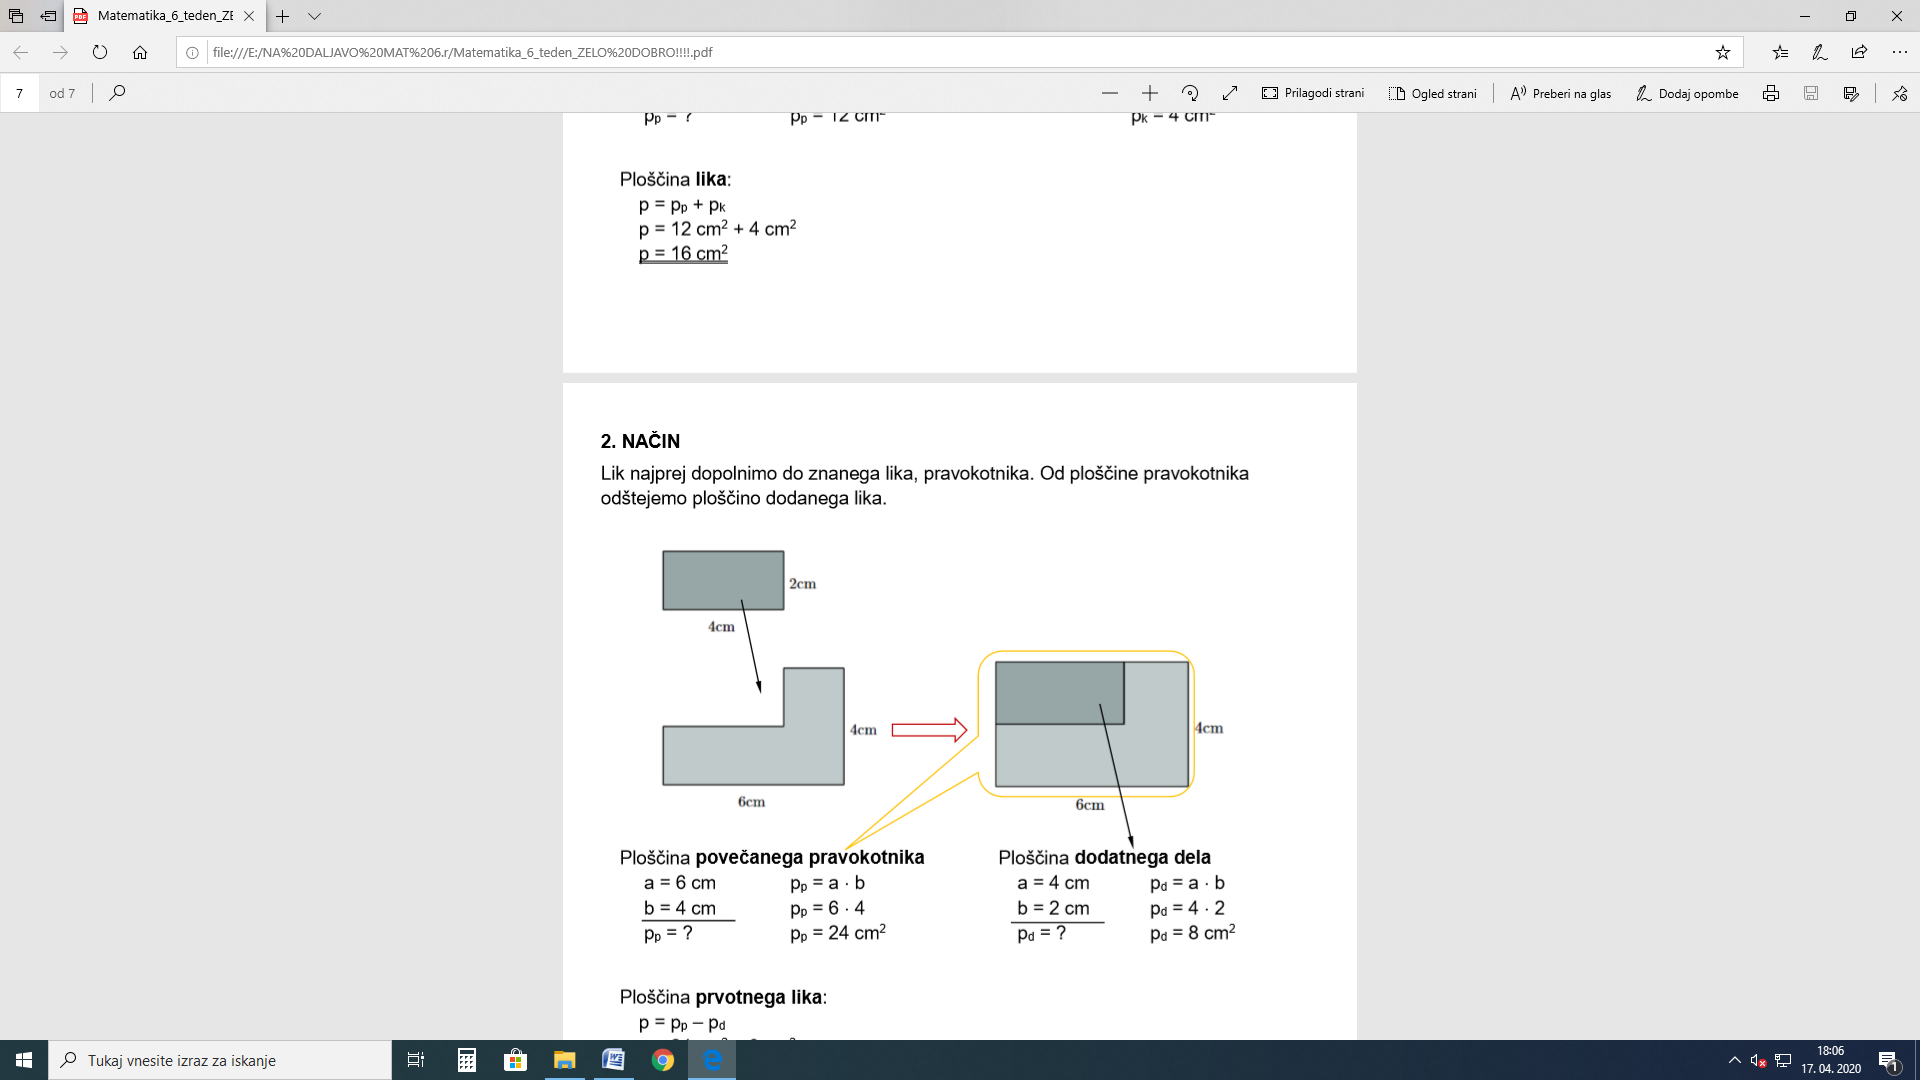 Matematika_6_teden_ZE
file:///E:/NA%20DALJAVO%20MAT%206.r/Matematika_6_teden_ZELO%20DOBRO!!!!.pdf
7 od 7
Prilagodi strani
Ogled strani
Preberi na glas
Dodaj opombe
pp = ? pp = 12 cm² pk = 4 cm²
Ploščina lika:
p = pp + pk
p = 12 cm² + 4 cm²
p = 16 cm²
2. NAČIN
Lik najprej dopolnimo do znanega lika, pravokotnika. Od ploščine pravokotnika
odštejemo ploščino dodanega lika.
2cm
4cm
4cm
6cm
4cm
6cm
Ploščina povečanega pravokotnika
a = 6 cm pp = a · b
b = 4 cm pp = 6 · 4
pp = ? pp = 24 cm²
Ploščina dodatnega dela
a = 4 cm pd = a · b
b = 2 cm pd = 4 · 2
pd = ? pd = 8 cm²
Ploščina prvotnega lika:
p = pp – pd
Tukaj vnesite izraz za iskanje
18:06
17. 04. 2020
1